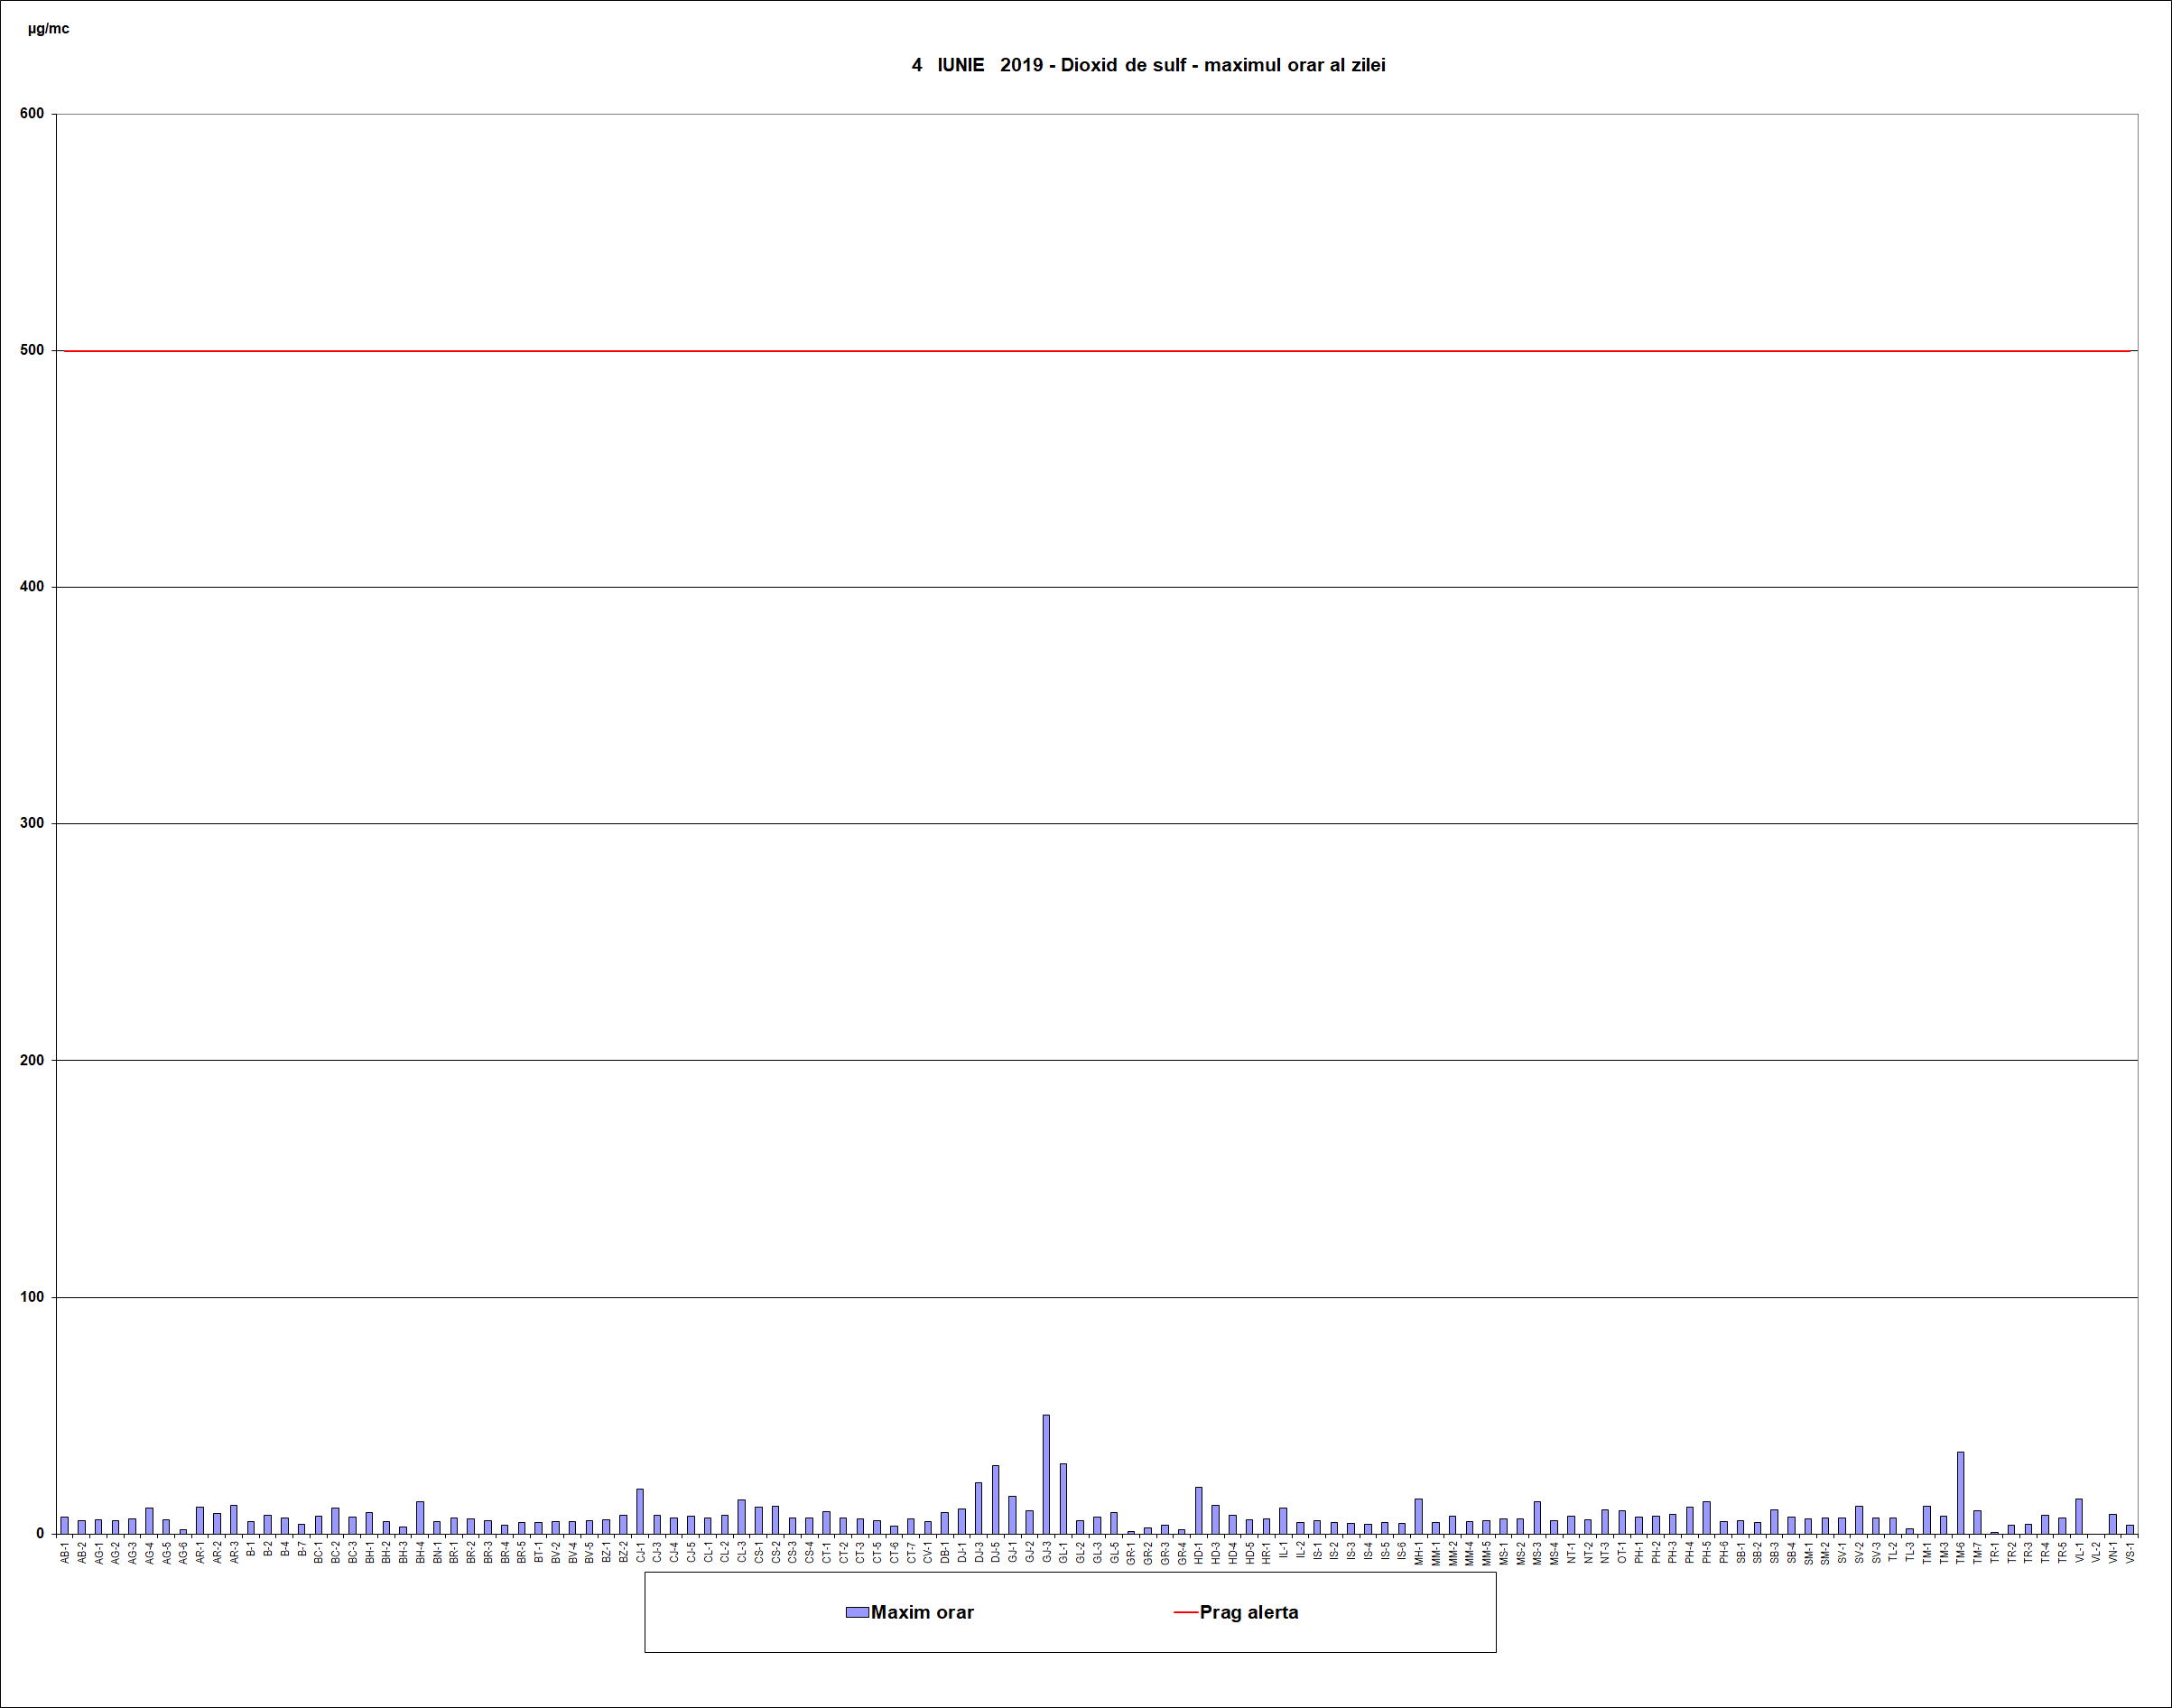 µg/mc
4 IUNIE 2019 - Dioxid de sulf - maximul orar al zilei
600
500
400
300
200
100
0
AB-1 AB-2 AG-1 AG-2 AG-3 AG-4 AG-5 AG-6 AR-1 AR-2 AR-3 B-1 B-2 B-4 B-7 BC-1 BC-2 BC-3 BH-1 BH-2 BH-3 BH-4 BN-1 BR-1 BR-2 BR-3 BR-4 BR-5 BT-1 BV-2 BV-4 BV-5 BZ-1 BZ-2 CJ-1 CJ-3 CJ-4 CJ-5 CL-1 CL-2 CL-3 CS-1 CS-2 CS-3 CS-4 CT-1 CT-2 CT-3 CT-5 CT-6 CT-7 CV-1 DB-1 DJ-1 DJ-3 DJ-5 GJ-1 GJ-2 GJ-3 GL-1 GL-2 GL-3 GL-5 GR-1 GR-2 GR-3 GR-4 HD-1 HD-3 HD-4 HD-5 HR-1 IL-1 IL-2 IS-1 IS-2 IS-3 IS-4 IS-5 IS-6 MH-1 MM-1 MM-2 MM-4 MM-5 MS-1 MS-2 MS-3 MS-4 NT-1 NT-2 NT-3 OT-1 PH-1 PH-2 PH-3 PH-4 PH-5 PH-6 SB-1 SB-2 SB-3 SB-4 SM-1 SM-2 SV-1 SV-2 SV-3 TL-2 TL-3 TM-1 TM-3 TM-6 TM-7 TR-1 TR-2 TR-3 TR-4 TR-5 VL-1 VL-2 VN-1 VS-1
Maxim orar Prag alerta